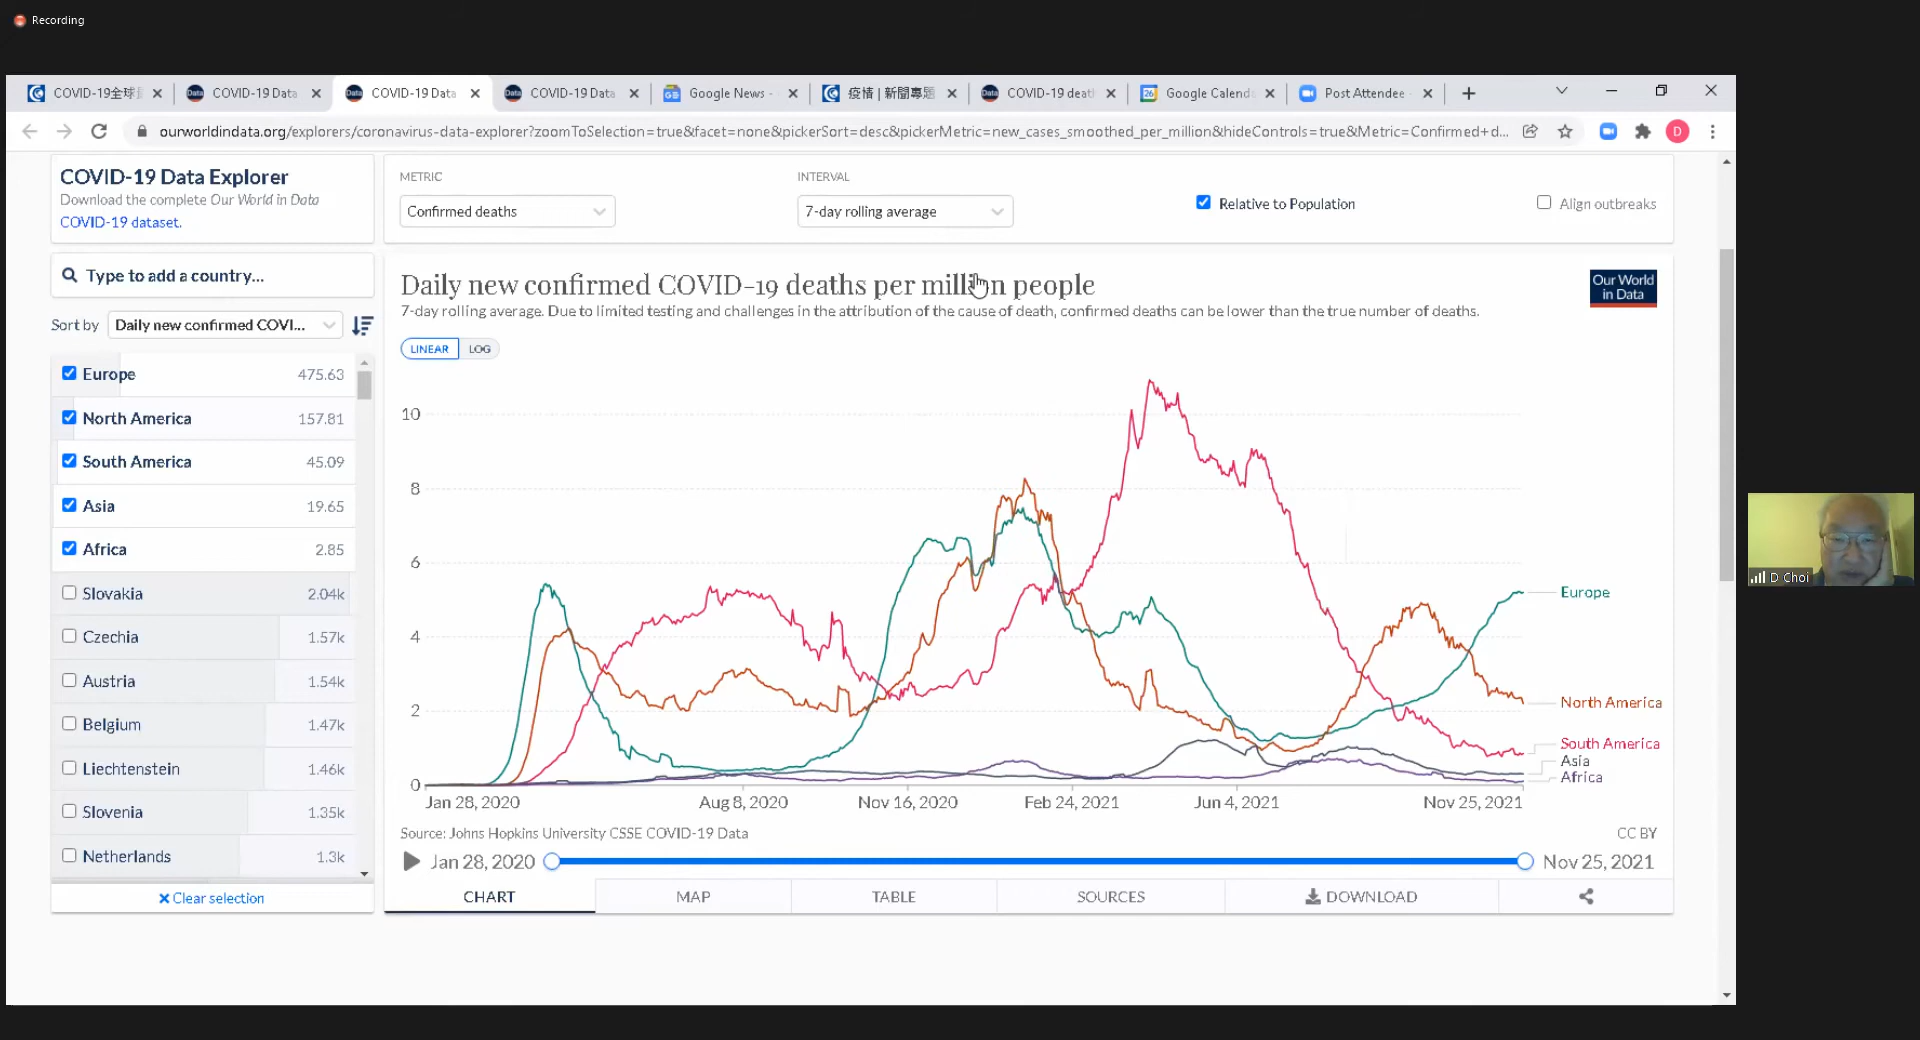 Recording
COVID-19全球
COVID-19 Data
COVID-19 Data
COVID-19 Data
Google News -
疫情 | 新聞專題
COVID-19 deat
Google Calend
Post Attendee -
ourworldindata.org/explorers/coronavirus-data-explorer?zoomToSelection=true&facet=none&pickerSort=desc&pickerMetric=new_cases_smoothed_per_million&hideControls=true&Metric=Confirmed+d...
D
COVID-19 Data Explorer
Download the complete Our World in Data
COVID-19 dataset.
METRIC
Confirmed deaths
INTERVAL
7-day rolling average
Relative to Population
Align outbreaks
Type to add a country...
Sort by Daily new confirmed COVI...
Europe 475.63
North America 157.81
South America 45.09
Asia 19.65
Africa 2.85
Slovakia 2.04k
Czechia 1.57k
Austria 1.54k
Belgium 1.47k
Liechtenstein 1.46k
Slovenia 1.35k
Netherlands 1.3k
Clear selection
Daily new confirmed COVID-19 deaths per million people
7-day rolling average. Due to limited testing and challenges in the attribution of the cause of death, confirmed deaths can be lower than the true number of deaths.
Our World
in Data
LINEAR LOG
10
8
6
4
2
0
Europe
North America
South America
Asia
Africa
Jan 28, 2020 Aug 8, 2020 Nov 16, 2020 Feb 24, 2021 Jun 4, 2021 Nov 25, 2021
Source: Johns Hopkins University CSSE COVID-19 Data CC BY
Jan 28, 2020 Nov 25, 2021
CHART MAP TABLE SOURCES DOWNLOAD
D Choi